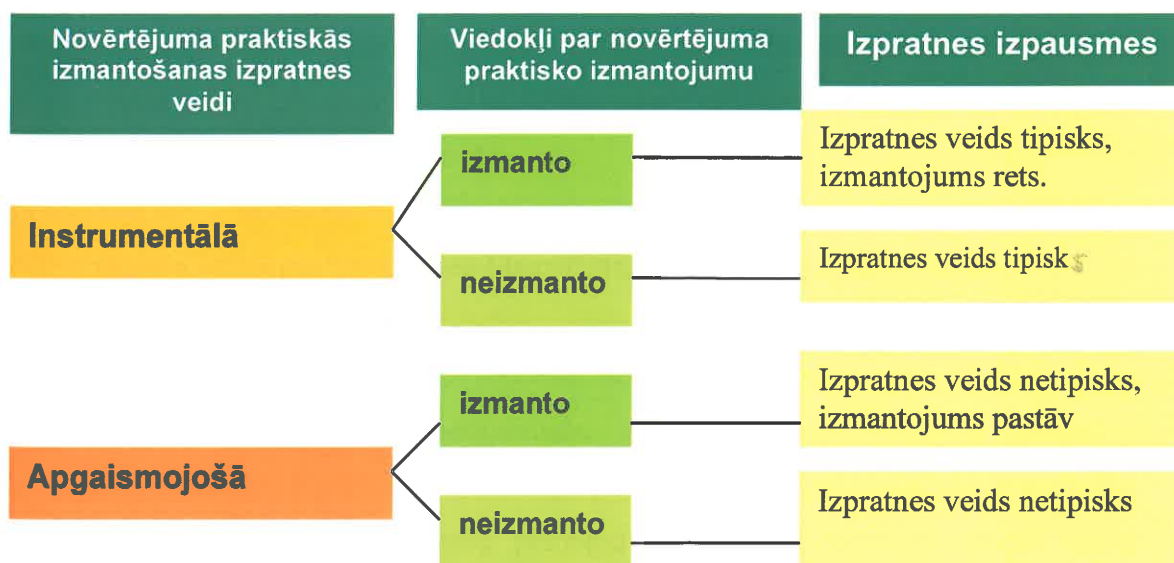 Novērtējuma praktiskās
izmantošanas izpratnes
veidi
Viedokļi par novērtējuma
praktisko izmantojumu
Izpratnes izpausmes
Instrumentālā
izmanto
Izpratnes veids tipisks,
izmantojums rets.
neizmanto
Izpratnes veids tipisks
Apgaismojošā
izmanto
Izpratnes veids netipisks,
izmantojums pastāv
neizmanto
Izpratnes veids netipisks